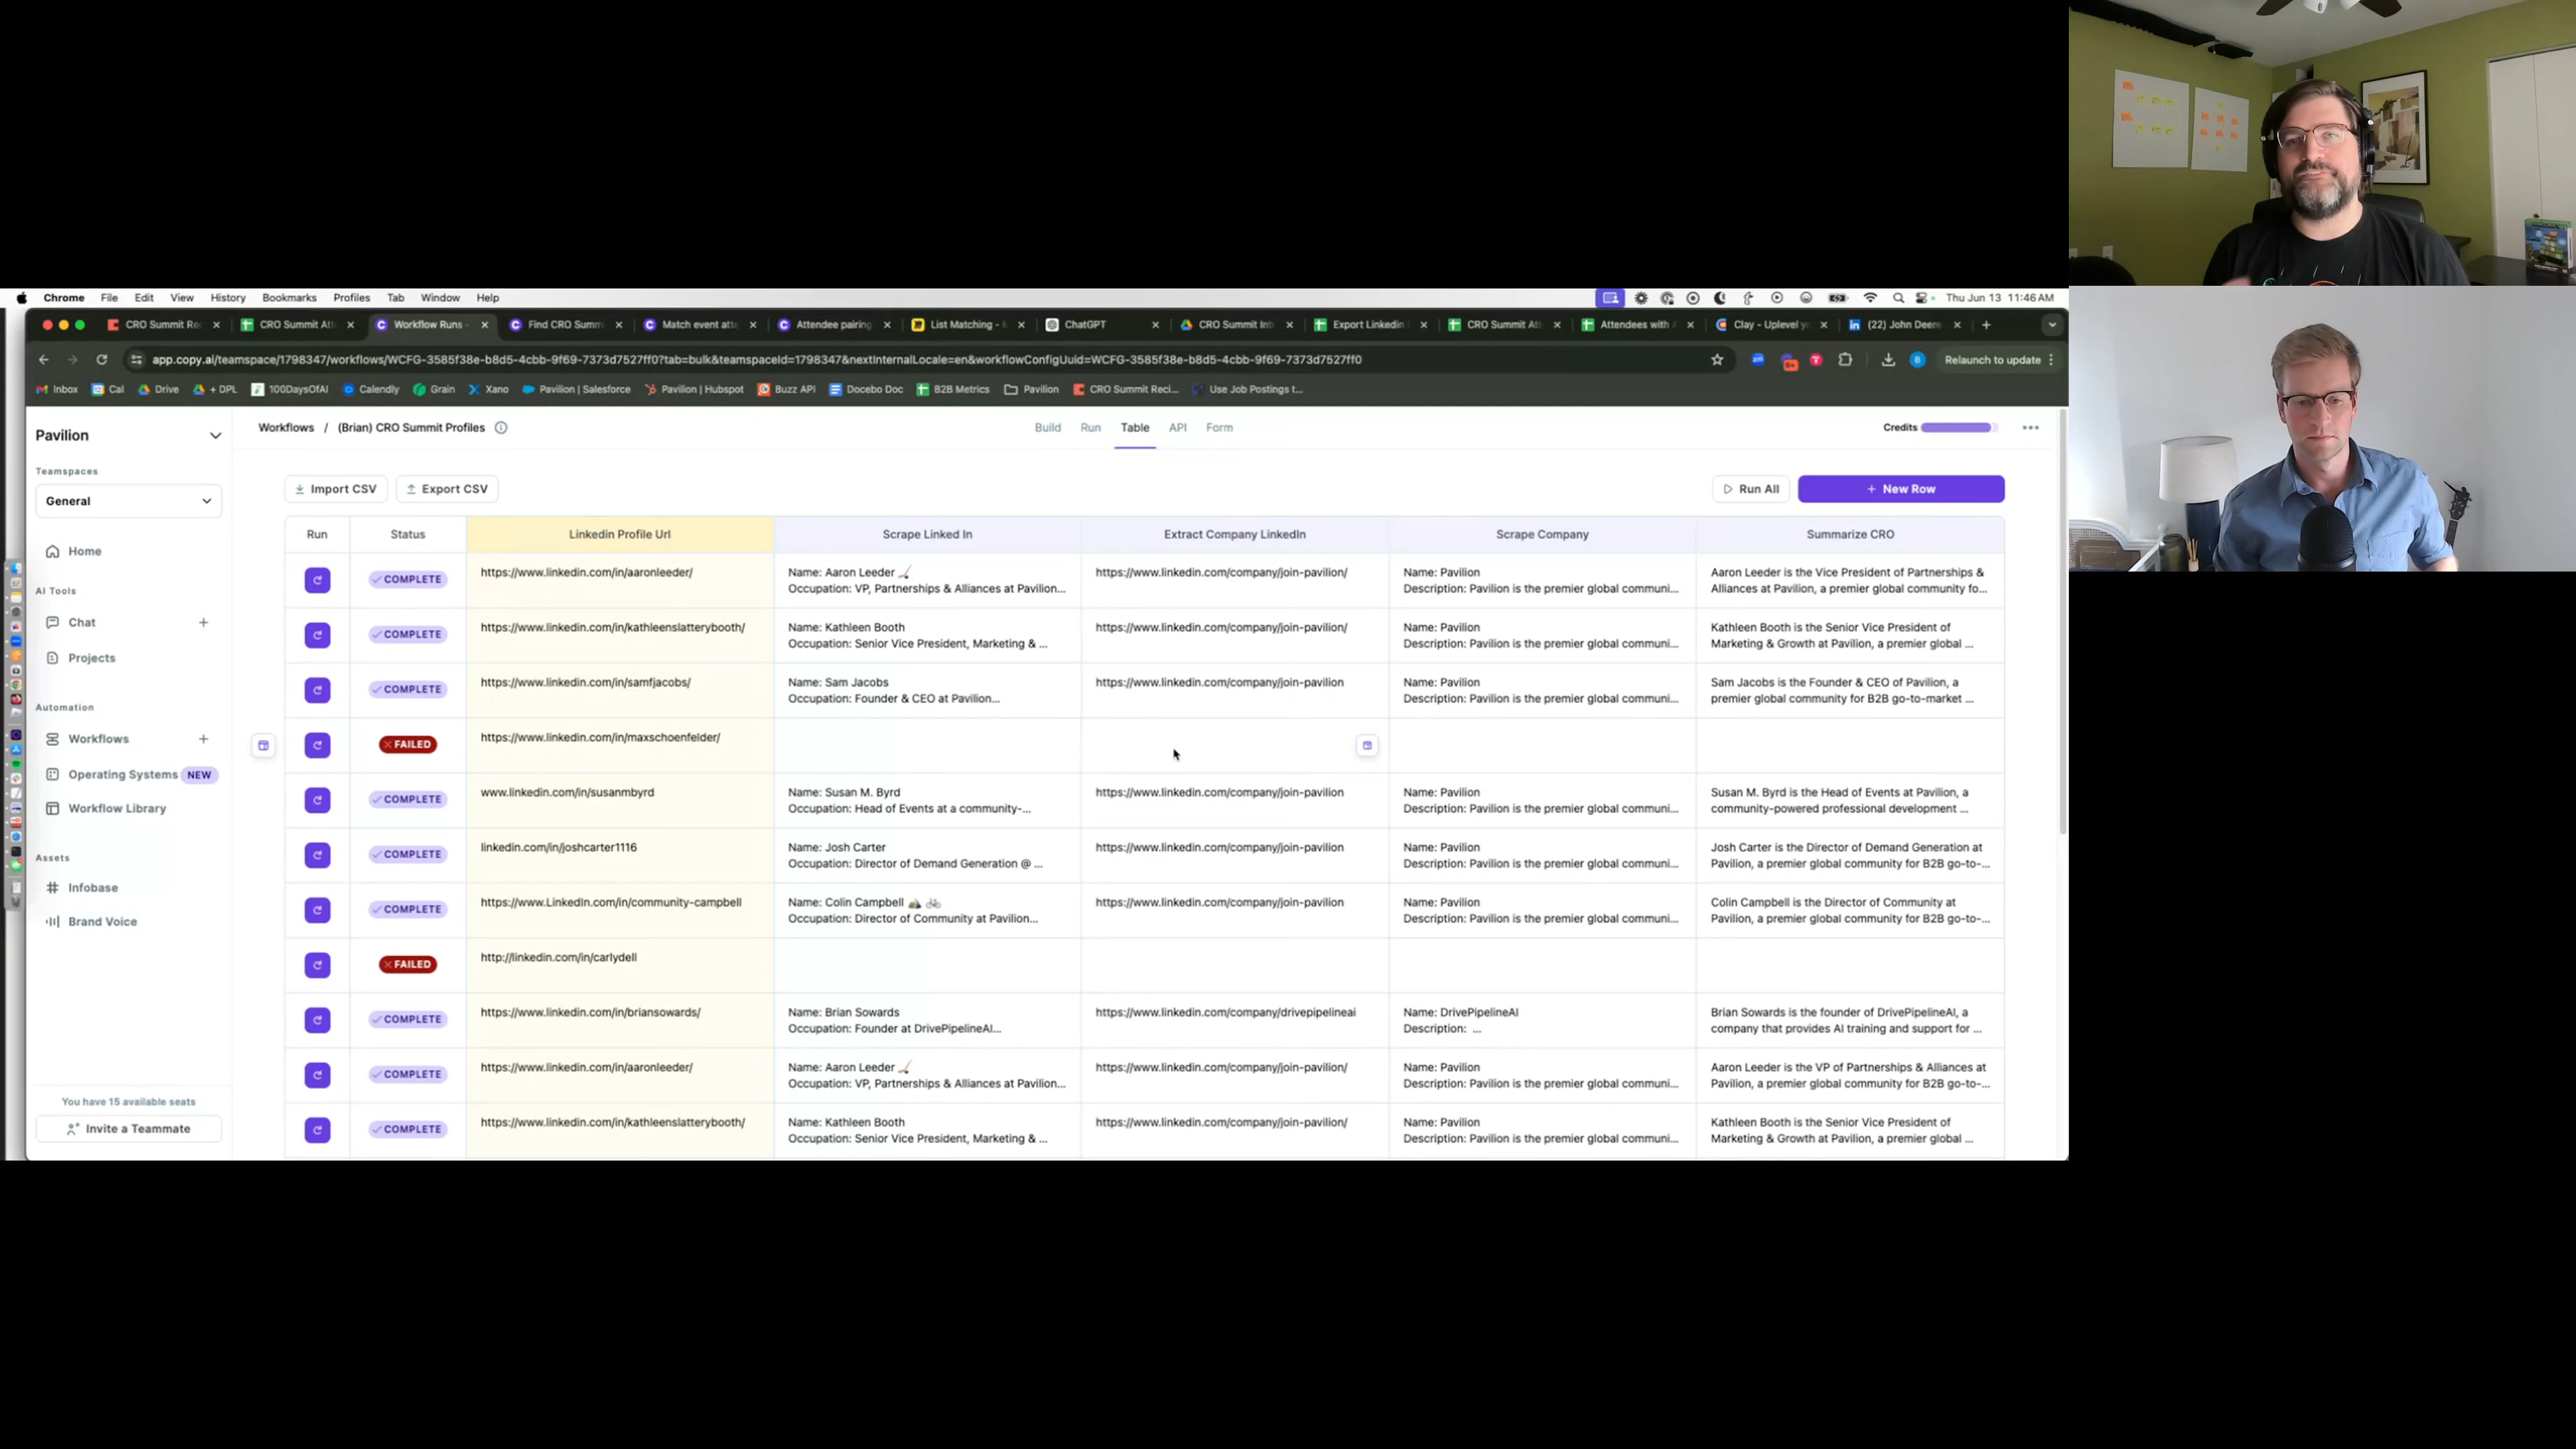 Chrome File Edit View History Bookmarks Profiles Tab Window Help Thu Jun 13 11:46 AM
CRO Summit Rec CRO Summit Att Workflow Runs - Find CRO Summ Match event atte Attendee pairing List Matching - ChatGPT CRO Summit Int Export Linkedin CRO Summit At Attendees with Clay - Uplevel y (22) John Deere
app.copy.ai/teamspace/1798347/workflows/WCFG-3585f38e-b8d5-4cbb-9f69-7373d7527ff0?tab=bulk&teamspaceId=1798347&nextInternalLocale=en&workflowConfigUuid=WCFG-3585f38e-b8d5-4cbb-9f69-7373d7527ff0 Relaunch to update
Inbox Cal Drive + DPL 100DaysOfAI Calendly Grain Xano Pavilion | Salesforce Pavilion | Hubspot Buzz API Docebo Doc B2B Metrics Pavilion CRO Summit Reci... Use Job Postings t...
Pavilion
Teamspaces
General
Home
AI Tools
Chat
Projects
Automation
Workflows
Operating Systems NEW
Workflow Library
Assets
Infobase
Brand Voice
You have 15 available seats
Invite a Teammate
Workflows / (Brian) CRO Summit Profiles Build Run Table API Form Credits
Import CSV Export CSV Run All + New Row
Run Status Linkedin Profile Url Scrape Linked In Extract Company LinkedIn Scrape Company Summarize CRO
COMPLETE https://www.linkedin.com/in/aaronleeder/ Name: Aaron Leeder https://www.linkedin.com/company/join-pavilion/ Name: Pavilion Aaron Leeder is the Vice President of Partnerships &
Occupation: VP, Partnerships & Alliances at Pavilion... Description: Pavilion is the premier global communi... Alliances at Pavilion, a premier global community fo...
COMPLETE https://www.linkedin.com/in/kathleenslatterybooth/ Name: Kathleen Booth https://www.linkedin.com/company/join-pavilion/ Name: Pavilion Kathleen Booth is the Senior Vice President of
Occupation: Senior Vice President, Marketing & ... Description: Pavilion is the premier global communi... Marketing & Growth at Pavilion, a premier global ...
COMPLETE https://www.linkedin.com/in/samfjacobs/ Name: Sam Jacobs https://www.linkedin.com/company/join-pavilion Name: Pavilion Sam Jacobs is the Founder & CEO of Pavilion, a
Occupation: Founder & CEO at Pavilion... Description: Pavilion is the premier global communi... premier global community for B2B go-to-market ...
FAILED https://www.linkedin.com/in/maxschoenfelder/
COMPLETE www.linkedin.com/in/susanmbyrd Name: Susan M. Byrd https://www.linkedin.com/company/join-pavilion Name: Pavilion Susan M. Byrd is the Head of Events at Pavilion, a
Occupation: Head of Events at a community-... Description: Pavilion is the premier global communi... community-powered professional development ...
COMPLETE linkedin.com/in/joshcarter1116 Name: Josh Carter https://www.linkedin.com/company/join-pavilion Name: Pavilion Josh Carter is the Director of Demand Generation at
Occupation: Director of Demand Generation @ ... Description: Pavilion is the premier global communi... Pavilion, a premier global community for B2B go-to-...
COMPLETE https://www.LinkedIn.com/in/community-campbell Name: Colin Campbell https://www.linkedin.com/company/join-pavilion Name: Pavilion Colin Campbell is the Director of Community at
Occupation: Director of Community at Pavilion... Description: Pavilion is the premier global communi... Pavilion, a premier global community for B2B go-to-...
FAILED http://linkedin.com/in/carlydell
COMPLETE https://www.linkedin.com/in/briansowards/ Name: Brian Sowards https://www.linkedin.com/company/drivepipelineai Name: DrivePipelineAI Brian Sowards is the founder of DrivePipelineAI, a
Occupation: Founder at DrivePipelineAI... Description: ... company that provides AI training and support for ...
COMPLETE https://www.linkedin.com/in/aaronleeder/ Name: Aaron Leeder https://www.linkedin.com/company/join-pavilion/ Name: Pavilion Aaron Leeder is the VP of Partnerships & Alliances at
Occupation: VP, Partnerships & Alliances at Pavilion... Description: Pavilion is the premier global communi... Pavilion, a premier global community for B2B go-to-...
COMPLETE https://www.linkedin.com/in/kathleenslatterybooth/ Name: Kathleen Booth https://www.linkedin.com/company/join-pavilion/ Name: Pavilion Kathleen Booth is the Senior Vice President of
Occupation: Senior Vice President, Marketing & ... Description: Pavilion is the premier global communi... Marketing & Growth at Pavilion, a premier global ...